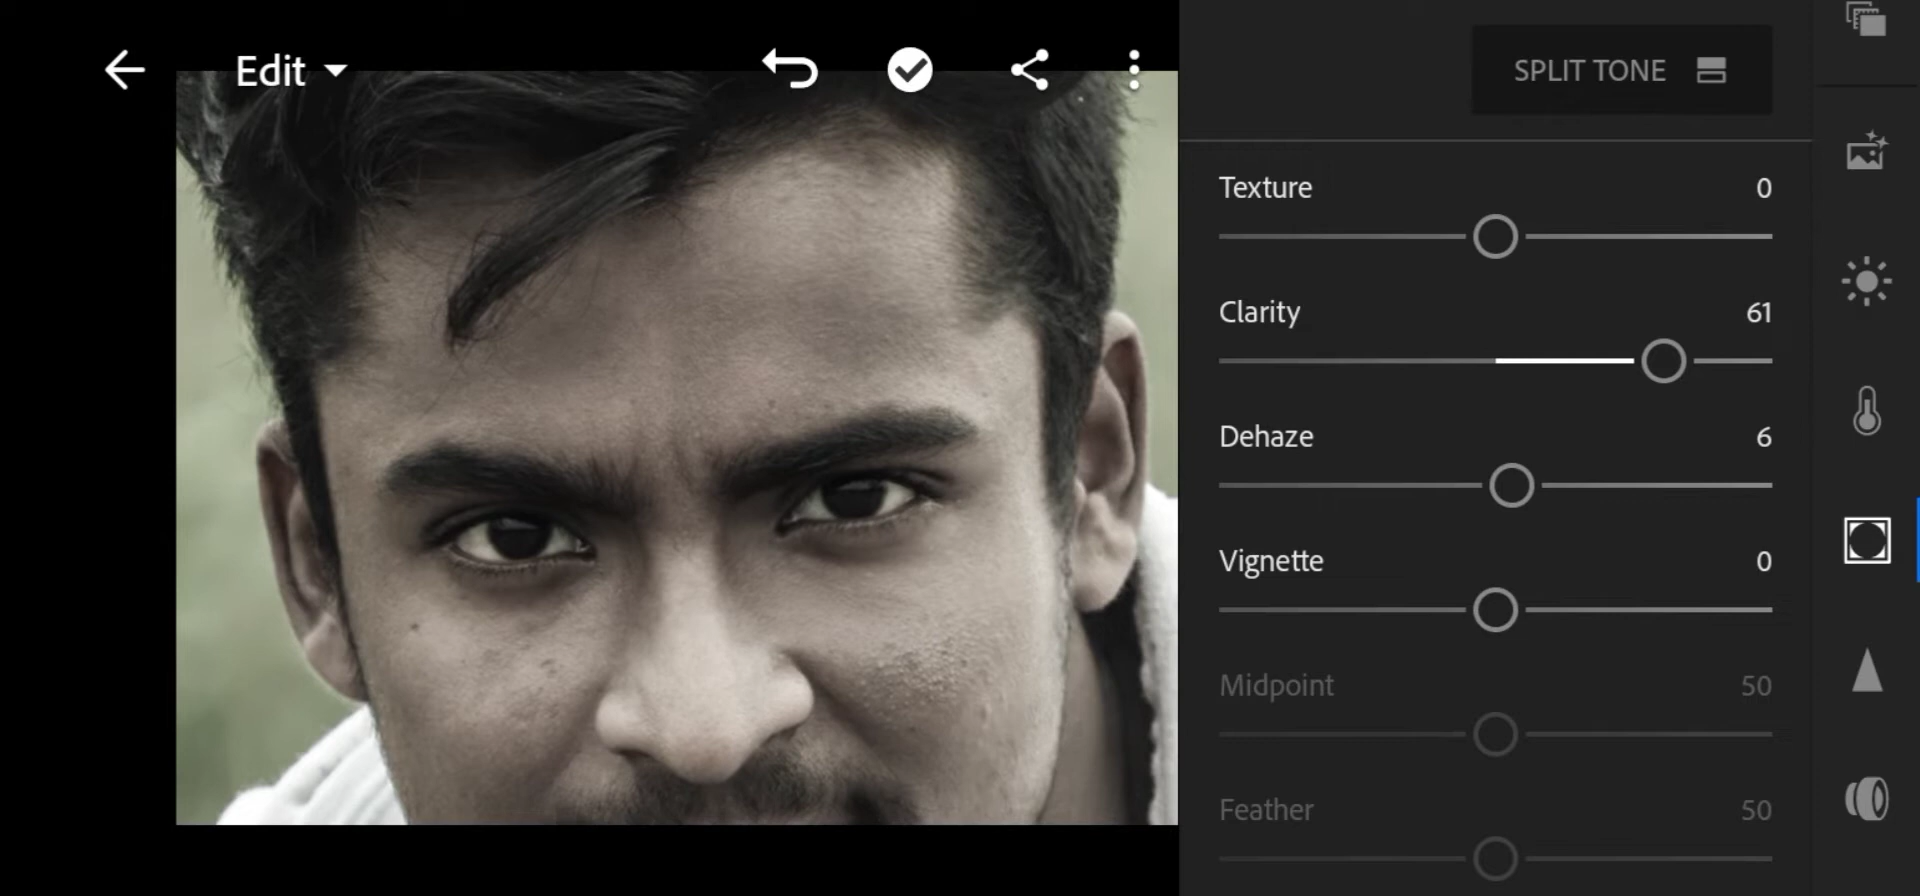 Edit
SPLIT TONE
Texture 0
Clarity 61
Dehaze 6
Vignette 0
Midpoint 50
Feather 50